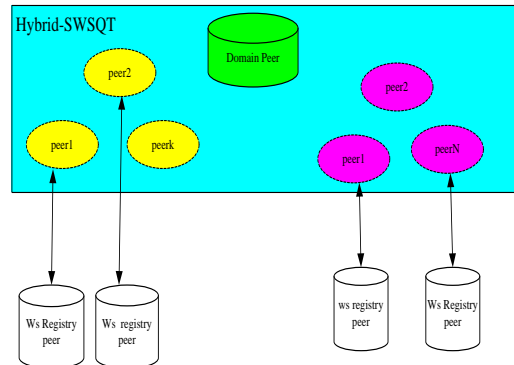 Hybrid-SWSQT
Domain Peer
peer2
peer1
peerk
peer2
peer1
peerN
Ws Registry
peer
Ws registry
peer
ws registry
peer
Ws Registry
peer